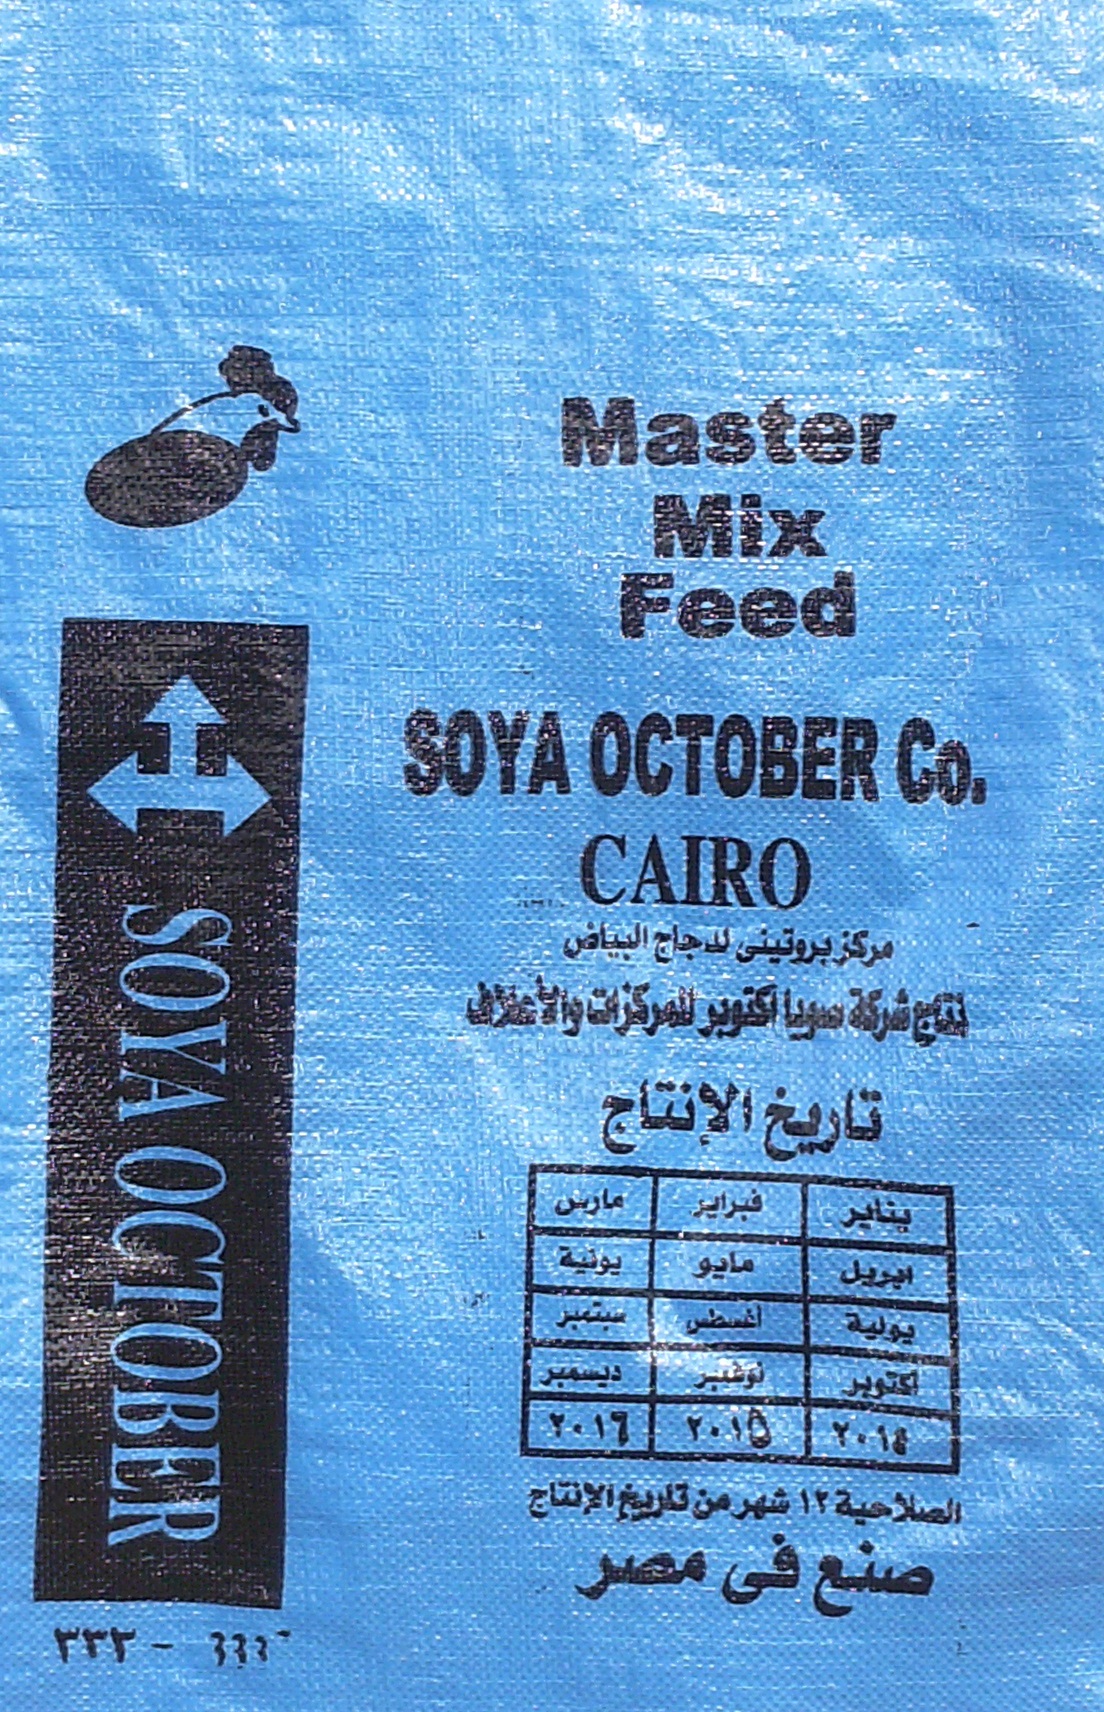 Master
Mix
Feed
SOYA OCTOBER Co.
CAIRO
مركز بروتينى لدجاج البياض
نتاج شركة سويا اكتوبر للمركزات والأعلاف
تاريخ الإنتاج
يناير فبراير مارس
ابريل مايو يونية
يولية أغسطس سبتمبر
اكتوبر نوفمبر ديسمبر
٢٠١٤ ٢٠١٥ ٢٠١٦
الصلاحية ١٢ شهر من تاريخ الإنتاج
صنع فى مصر
SOYA OCTOBER
٣٣٣ -